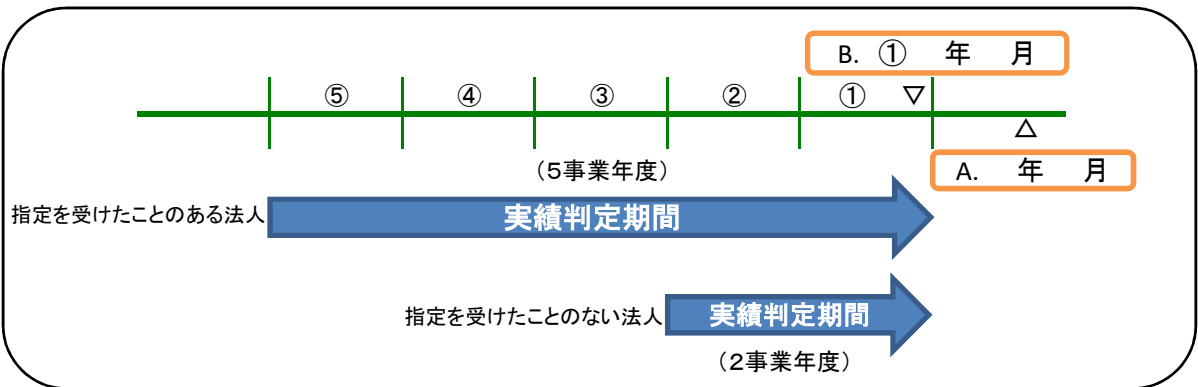 B. ① 年 月
⑤ ④ ③ ② ① ▽
△
(5事業年度)
A. 年 月
指定を受けたことのある法人 実績判定期間
指定を受けたことのない法人 実績判定期間
(2事業年度)